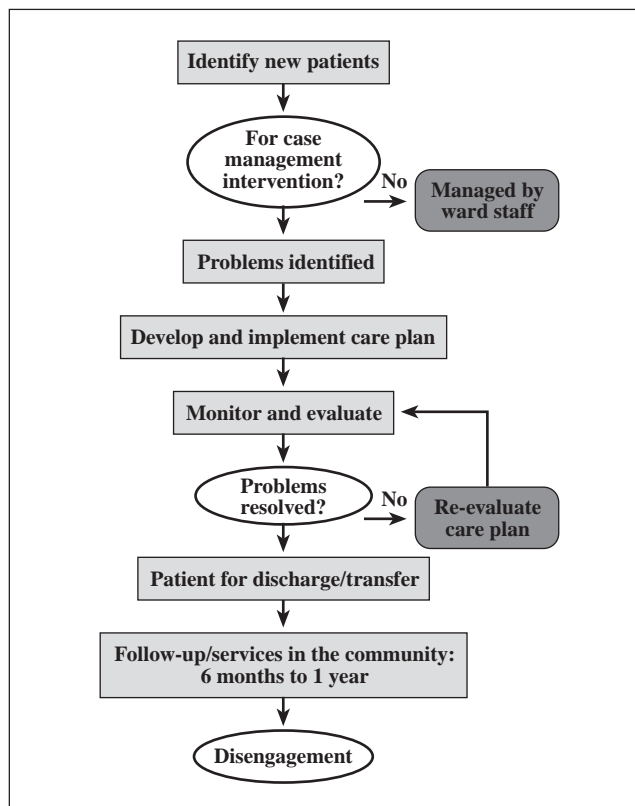 Identify new patients
For case
management
intervention?
No
Managed by
ward staff
Problems identified
Develop and implement care plan
Monitor and evaluate
Problems
resolved?
No
Re-evaluate
care plan
Patient for discharge/transfer
Follow-up/services in the community:
6 months to 1 year
Disengagement